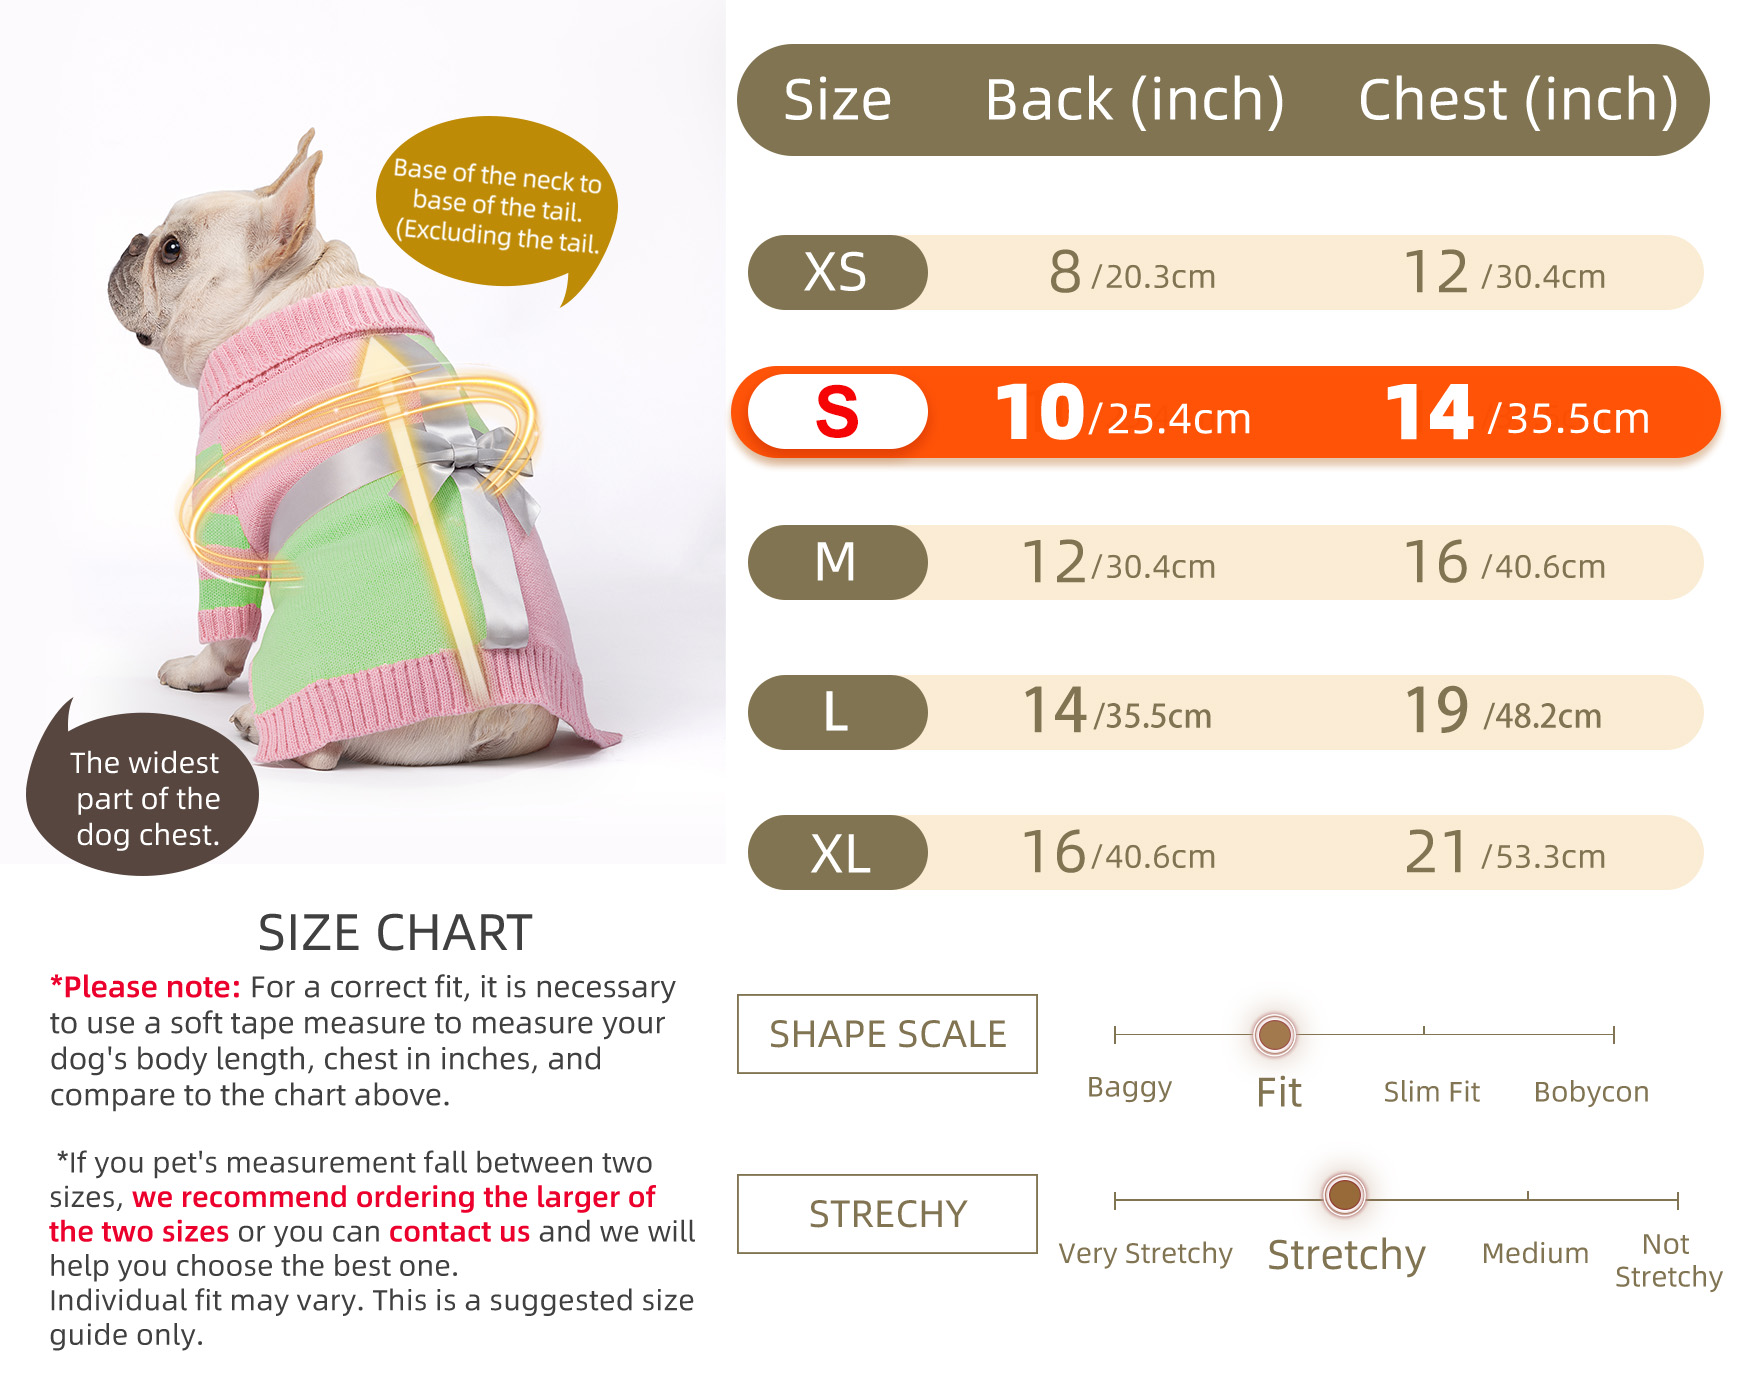 Base of the neck to
base of the tail.
(Excluding the tail.
The widest
part of the
dog chest.
Size Back (inch) Chest (inch)
XS 8 /20.3cm 12 /30.4cm
S 10/25.4cm 14 /35.5cm
M 12/30.4cm 16 /40.6cm
L 14/35.5cm 19 /48.2cm
XL 16/40.6cm 21 /53.3cm
SIZE CHART
*Please note: For a correct fit, it is necessary
to use a soft tape measure to measure your
dog's body length, chest in inches, and
compare to the chart above.
*If you pet's measurement fall between two
sizes, we recommend ordering the larger of
the two sizes or you can contact us and we will
help you choose the best one.
Individual fit may vary. This is a suggested size
guide only.
SHAPE SCALE
Baggy Fit Slim Fit Bobycon
STRECHY
Very Stretchy Stretchy Medium Not
Stretchy